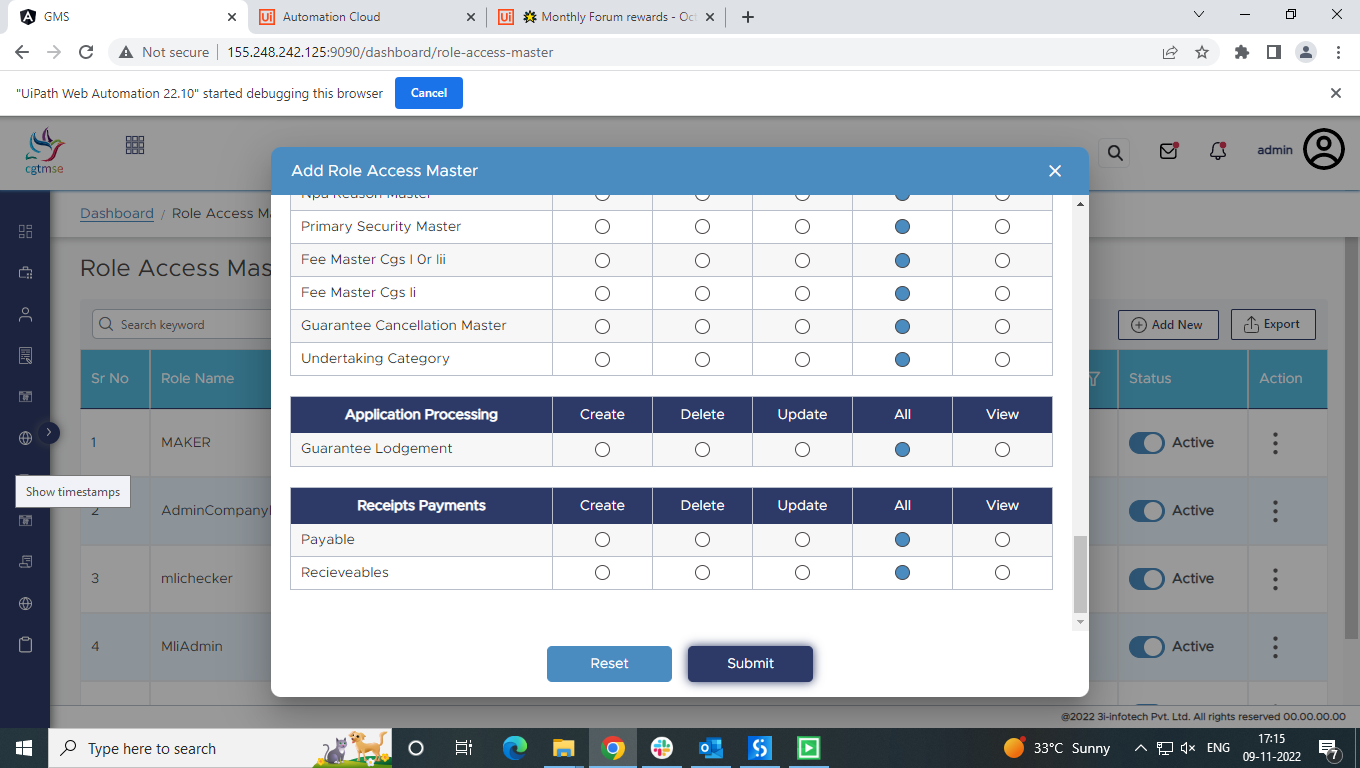 GMS
Automation Cloud
Monthly Forum rewards - Oct
Not secure
155.248.242.125:9090/dashboard/role-access-master
"UiPath Web Automation 22.10" started debugging this browser
Cancel
cgtmse
admin
Add Role Access Master
Dashboard / Role Access Ma
Role Access Mas
Search keyword
Add New
Export
Sr No
Role Name
Status
Action
1
MAKER
Active
2
AdminCompany
Active
3
mlichecker
Active
4
MliAdmin
Active
Show timestamps
Npa Reason Master
Primary Security Master
Fee Master Cgs I 0r Iii
Fee Master Cgs Ii
Guarantee Cancellation Master
Undertaking Category
Application Processing Create Delete Update All View
Guarantee Lodgement
Receipts Payments Create Delete Update All View
Payable
Recieveables
Reset
Submit
@2022 3i-infotech Pvt. Ltd. All rights reserved 00.00.00.00
Type here to search
33°C Sunny
ENG
17:15
09-11-2022
7